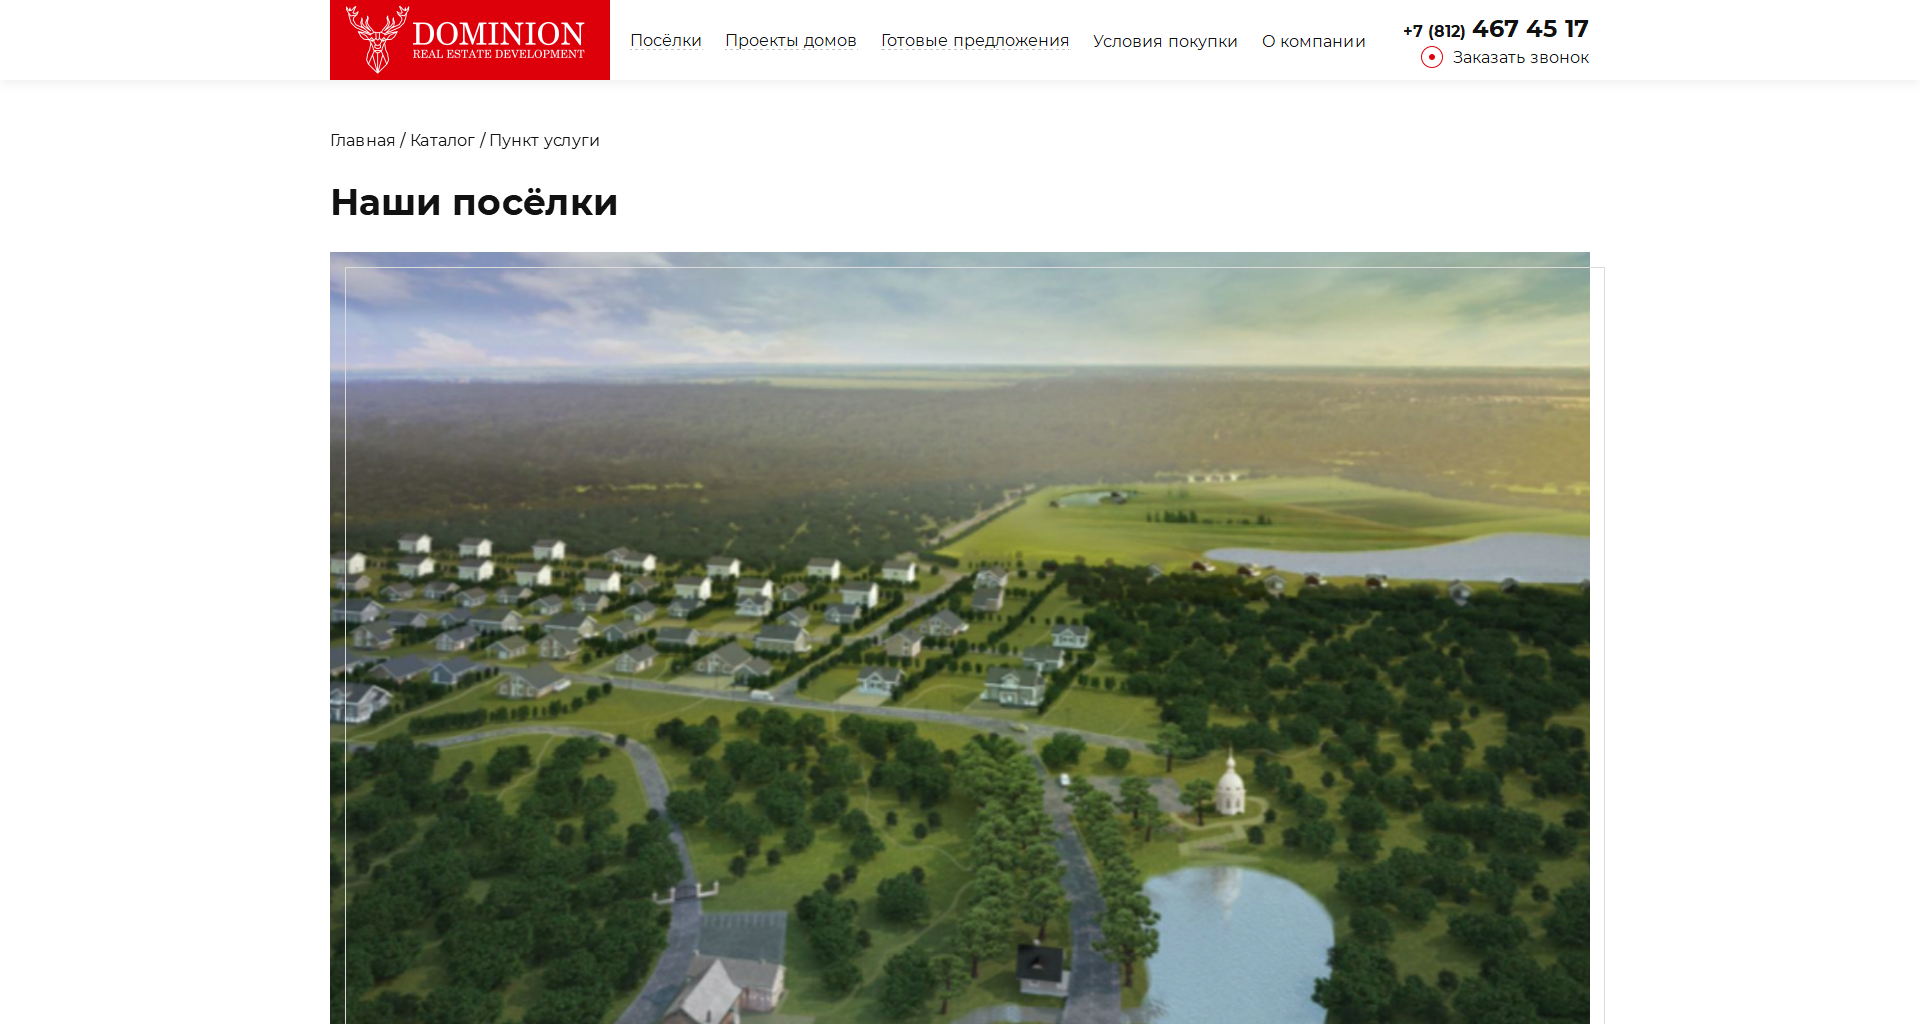 DOMINION
REAL ESTATE DEVELOPMENT
Посёлки
Проекты домов
Готовые предложения
Условия покупки
О компании
+7 (812) 467 45 17
Заказать звонок
Главная / Каталог / Пункт услуги
Наши посёлки